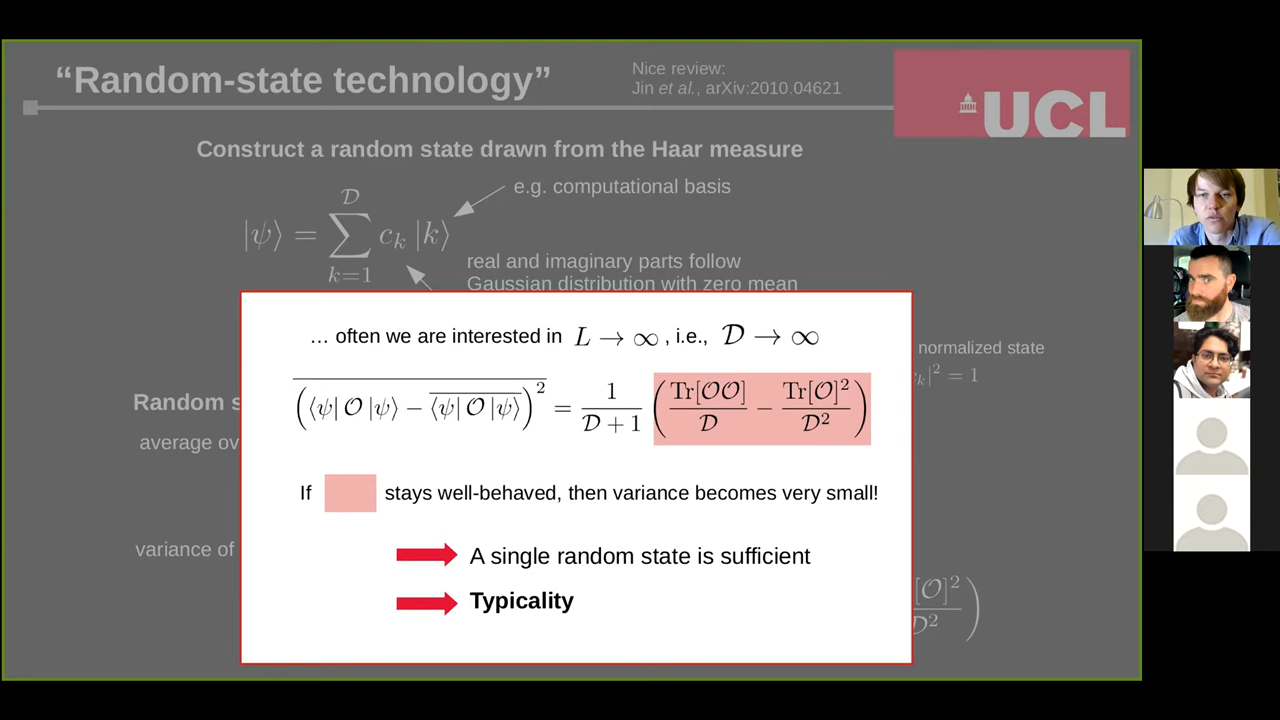 “Random-state technology”
Nice review:
Jin et al., arXiv:2010.04621
UCL
Construct a random state drawn from the Haar measure
e.g. computational basis
|ψ⟩ = ∑_{k=1}^{𝒟} c_k |k⟩
real and imaginary parts follow
Gaussian distribution with zero mean
… often we are interested in L → ∞, i.e., 𝒟 → ∞
normalized state
|² = 1
\overline{(⟨ψ| 𝒪 |ψ⟩ − \overline{⟨ψ| 𝒪 |ψ⟩})²} = 1/(𝒟 + 1) (Tr[𝒪𝒪]/𝒟 − Tr[𝒪]²/𝒟²)
Random
average
If stays well-behaved, then variance becomes very small!
variance of
A single random state is sufficient
Typicality
[𝒪]²/𝒟² )